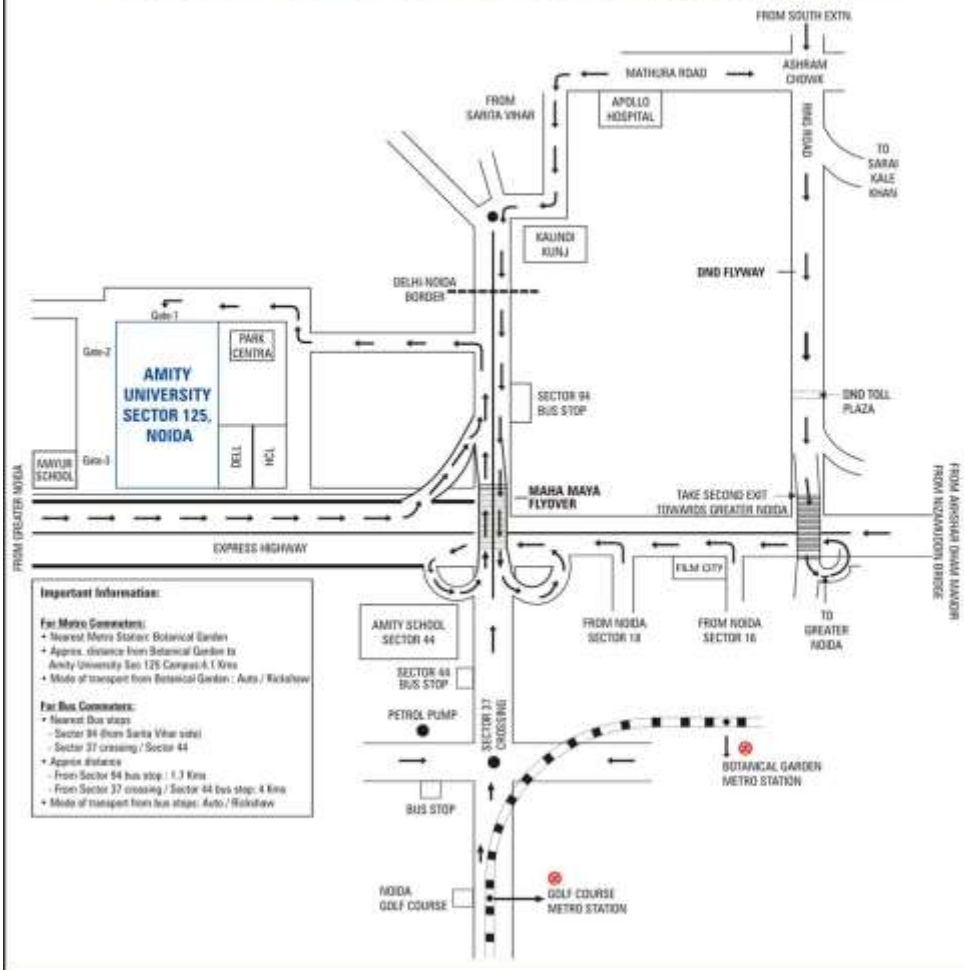 FROM SOUTH EXTN.
MATHURA ROAD
ASHRAM
CHOWK
FROM
SARITA VIHAR
APOLLO
HOSPITAL
RING ROAD
TO
SARAI
KALE
KHAN
KALINDI
KUNJ
DND FLYWAY
DELHI-NOIDA
BORDER
Gate-1
Gate-2
PARK
CENTRA
AMITY
UNIVERSITY
SECTOR 125,
NOIDA
SECTOR 94
BUS STOP
DND TOLL
PLAZA
DELL
HCL
MAYUR
SCHOOL
Gate-3
MAHA MAYA
FLYOVER
TAKE SECOND EXIT
TOWARDS GREATER NOIDA
FROM GREATER NOIDA
FROM AKKSHAR DHAM MANDIR
FROM NIZAMUDDIN BRIDGE
EXPRESS HIGHWAY
FILM CITY
FROM NOIDA
SECTOR 18
FROM NOIDA
SECTOR 16
TO
GREATER
NOIDA
Important Information:
For Metro Commuters:
• Nearest Metro Station: Botanical Garden
• Approx. distance from Botanical Garden to
Amity University Sec 125 Campus:4.1 Kms
• Mode of transport from Botanical Garden : Auto / Rickshaw
For Bus Commuters:
• Nearest Bus stops
- Sector 94 (from Sarita Vihar side)
- Sector 37 crossing / Sector 44
• Approx distance
- From Sector 94 bus stop : 1.7 Kms
- From Sector 37 crossing / Sector 44 bus stop: 4 Kms
• Mode of transport from bus stops: Auto / Rickshaw
AMITY SCHOOL
SECTOR 44
SECTOR 44
BUS STOP
PETROL PUMP
SECTOR 37
CROSSING
BUS STOP
BOTANICAL GARDEN
METRO STATION
NOIDA
GOLF COURSE
GOLF COURSE
METRO STATION